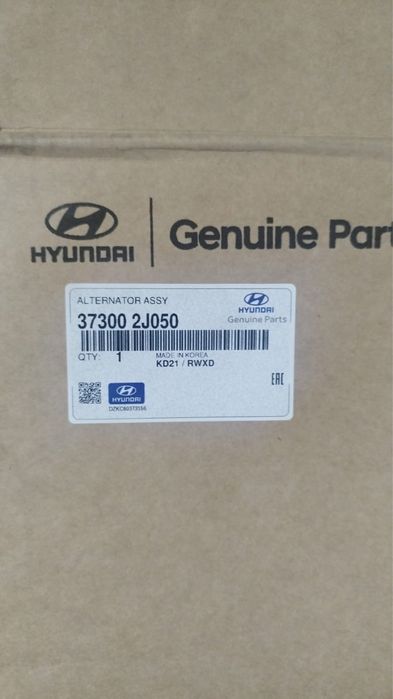 HYUNDAI
Genuine Part
ALTERNATOR ASSY
37300 2J050
HYUNDAI
Genuine Parts
QTY: 1
MADE IN KOREA
KD21 / RWXD
EAC
HYUNDAI